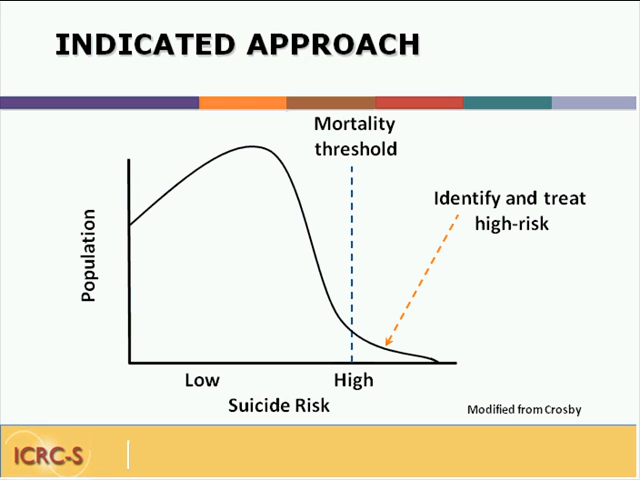 INDICATED APPROACH
Mortality
threshold
Identify and treat
high-risk
Population
Low
High
Suicide Risk
Modified from Crosby
ICRC-S